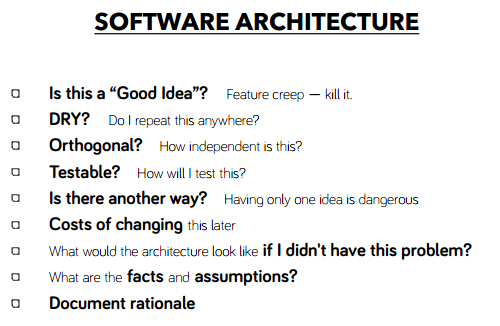 SOFTWARE ARCHITECTURE
Is this a “Good Idea”? Feature creep — kill it.
DRY? Do I repeat this anywhere?
Orthogonal? How independent is this?
Testable? How will I test this?
Is there another way? Having only one idea is dangerous
Costs of changing this later
What would the architecture look like if I didn't have this problem?
What are the facts and assumptions?
Document rationale